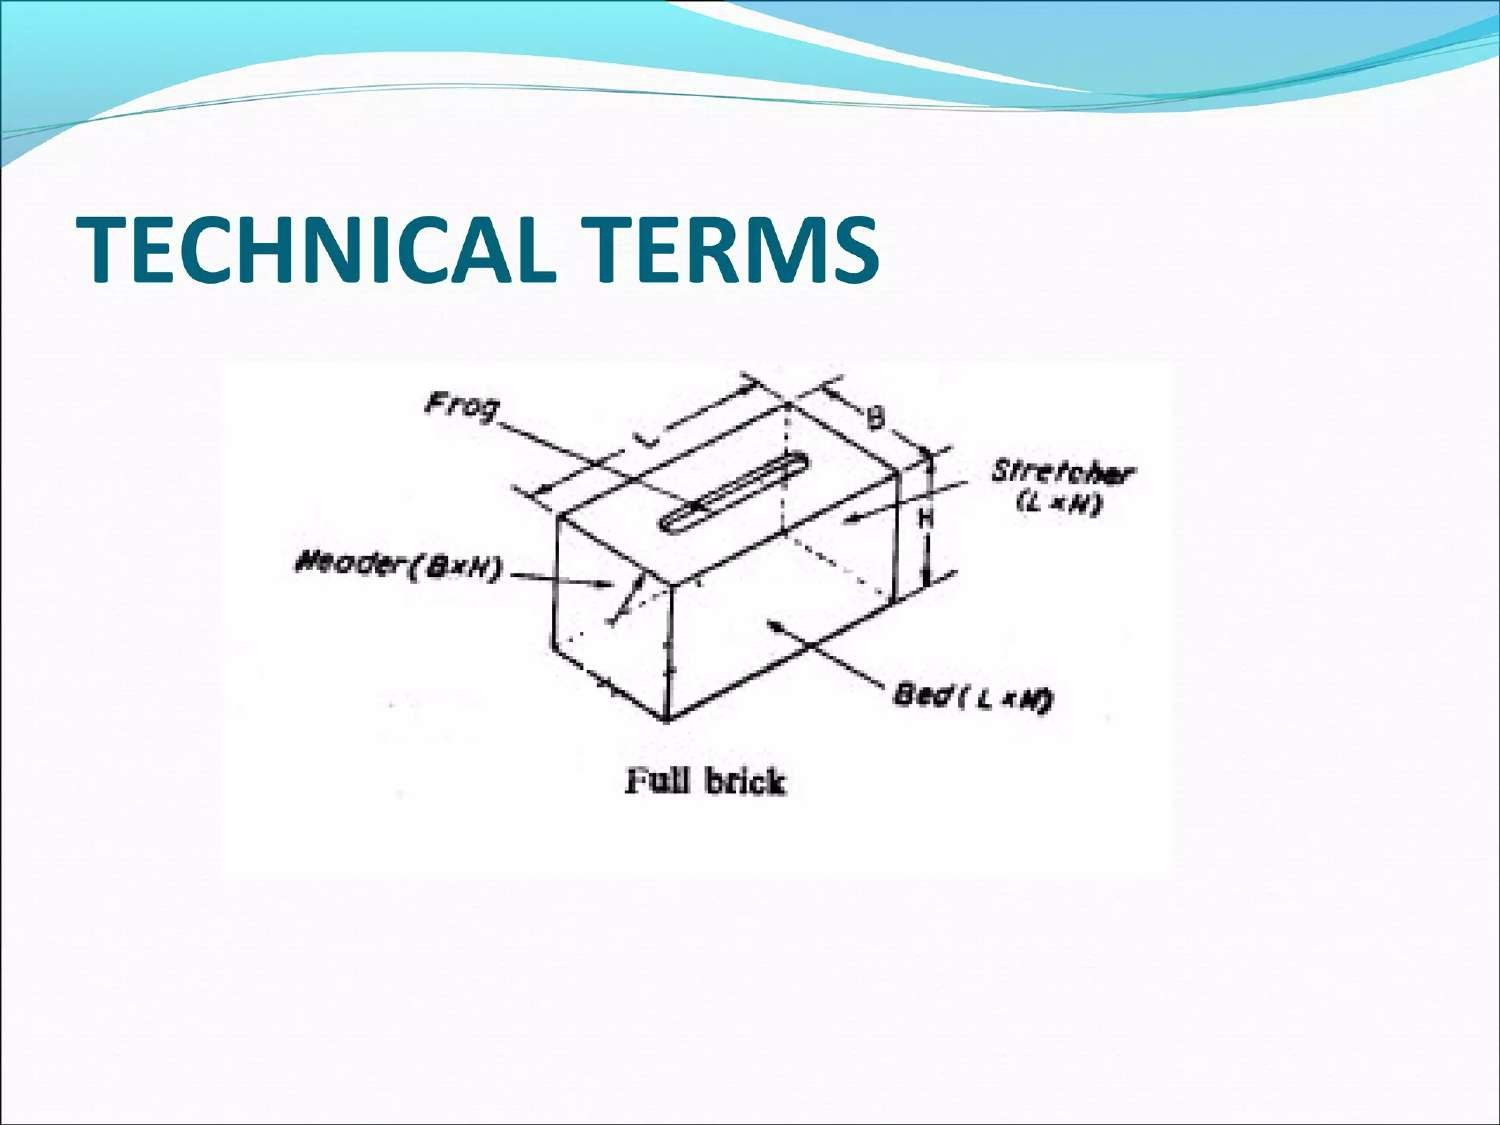 TECHNICAL TERMS
Frog
L
B
Stretcher
(L x H)
H
Header (B x H)
Bed ( L x H)
Full brick